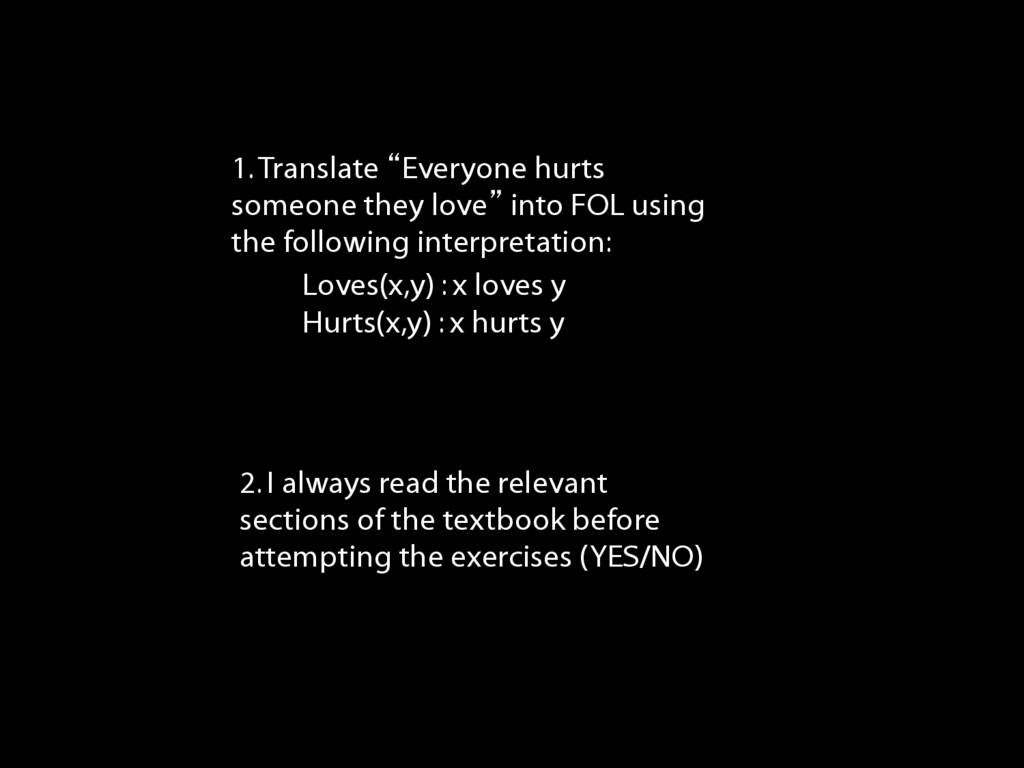 1. Translate “Everyone hurts
someone they love” into FOL using
the following interpretation:
Loves(x,y) : x loves y
Hurts(x,y) : x hurts y
2. I always read the relevant
sections of the textbook before
attempting the exercises (YES/NO)